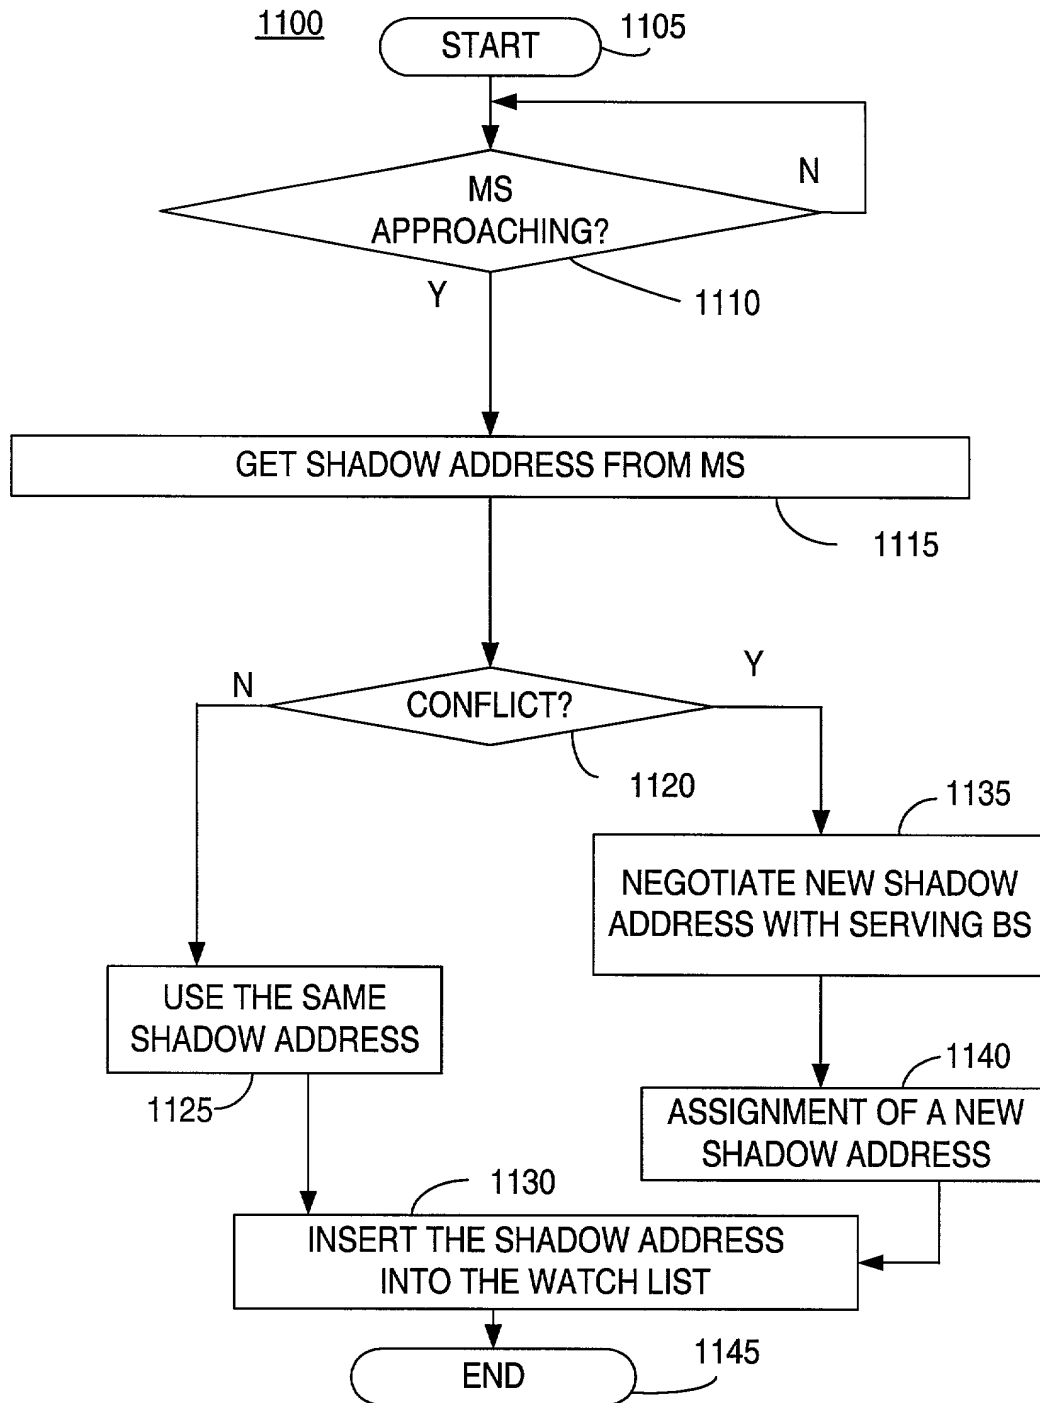 1100
START
1105
MS
APPROACHING?
N
Y
1110
GET SHADOW ADDRESS FROM MS
1115
N
CONFLICT?
Y
1120
1135
NEGOTIATE NEW SHADOW
ADDRESS WITH SERVING BS
USE THE SAME
SHADOW ADDRESS
1125
1140
ASSIGNMENT OF A NEW
SHADOW ADDRESS
1130
INSERT THE SHADOW ADDRESS
INTO THE WATCH LIST
END
1145